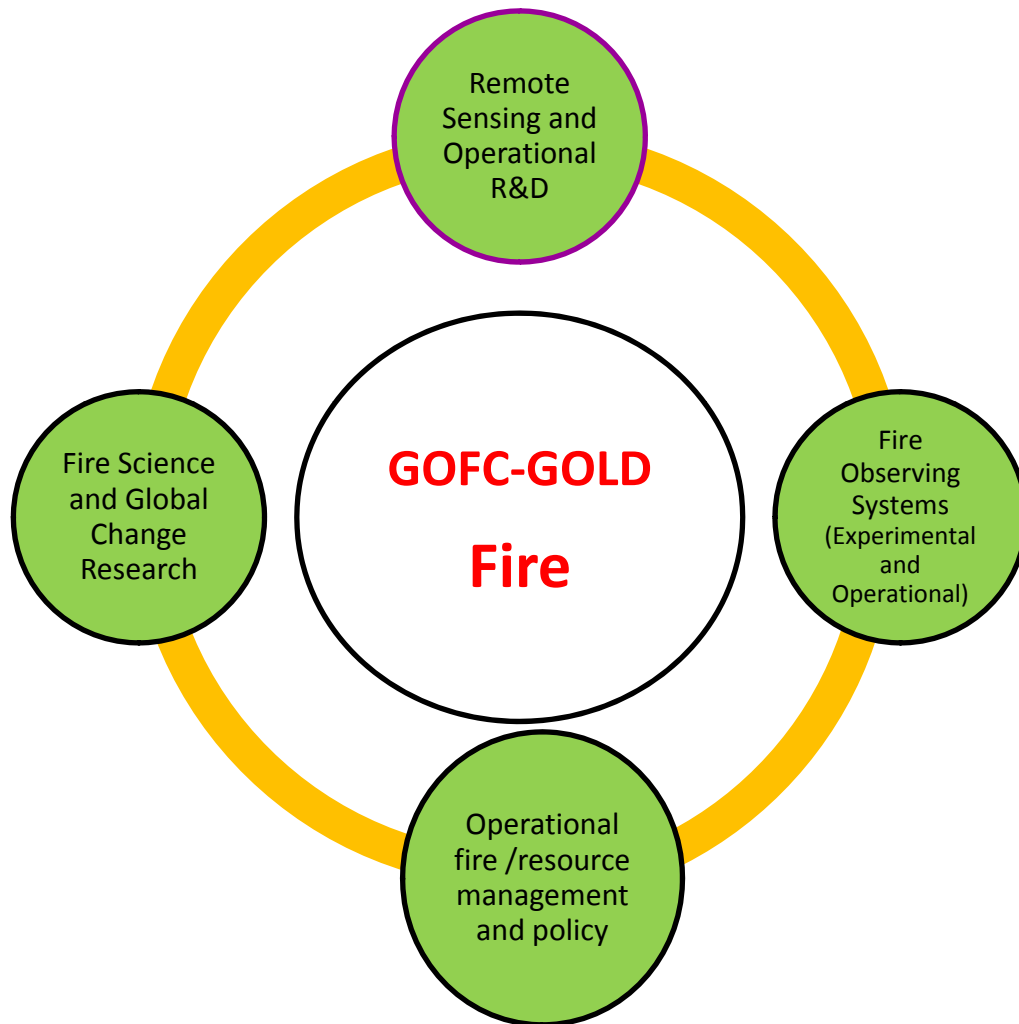 Remote
Sensing and
Operational
R&D
Fire Science
and Global
Change
Research
GOFC-GOLD
Fire
Fire
Observing
Systems
(Experimental
and
Operational)
Operational
fire /resource
management
and policy